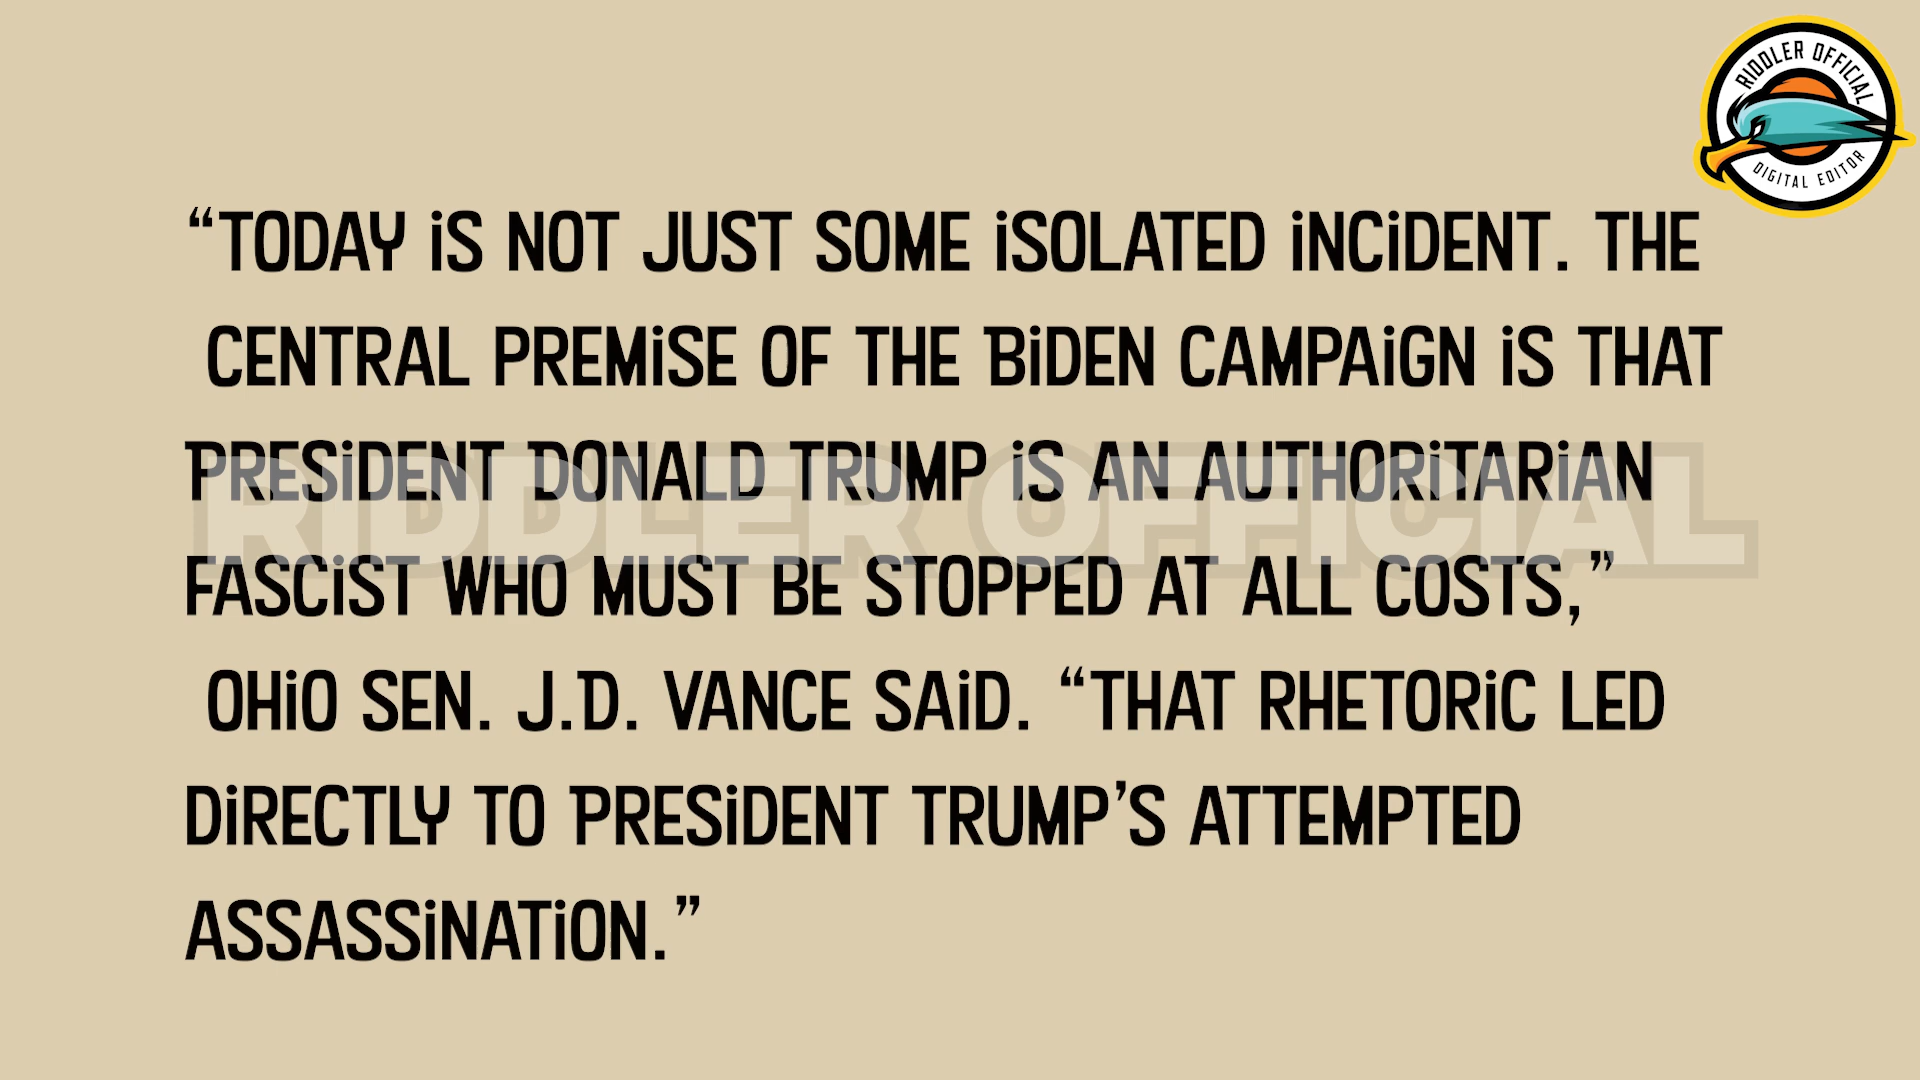 RIDDLER OFFICIAL
DIGITAL EDITOR
“TODAY iS NOT JUST SOME iSOLATED iNCiDENT. THE
CENTRAL PREMiSE OF THE BiDEN CAMPAiGN iS THAT
PRESiDENT DONALD TRUMP iS AN AUTHORiTARiAN
RIDDLER OFFICIAL
FASCiST WHO MUST BE STOPPED AT ALL COSTS,”
OHiO SEN. J.D. VANCE SAiD. “THAT RHETORiC LED
DiRECTLY TO PRESiDENT TRUMP’S ATTEMPTED
ASSASSiNATiON.”